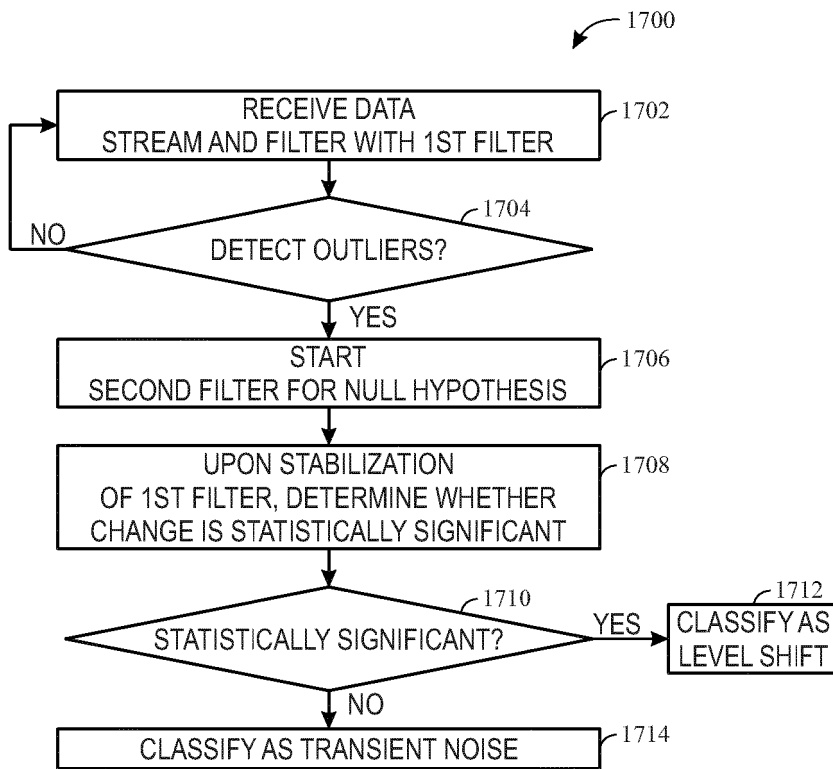 1700
RECEIVE DATA
STREAM AND FILTER WITH 1ST FILTER
1702
1704
NO
DETECT OUTLIERS?
YES
START
SECOND FILTER FOR NULL HYPOTHESIS
1706
UPON STABILIZATION
OF 1ST FILTER, DETERMINE WHETHER
CHANGE IS STATISTICALLY SIGNIFICANT
1708
1710
STATISTICALLY SIGNIFICANT?
YES
1712
CLASSIFY AS
LEVEL SHIFT
NO
CLASSIFY AS TRANSIENT NOISE
1714